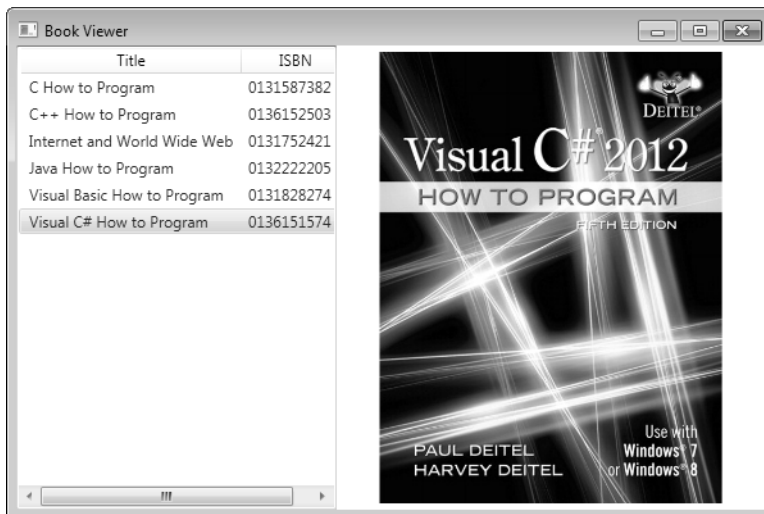 Book Viewer
Title ISBN
C How to Program 0131587382
C++ How to Program 0136152503
Internet and World Wide Web 0131752421
Java How to Program 0132222205
Visual Basic How to Program 0131828274
Visual C# How to Program 0136151574
DEITEL®
Visual C#® 2012
HOW TO PROGRAM
FIFTH EDITION
Use with
PAUL DEITEL Windows® 7
HARVEY DEITEL or Windows® 8